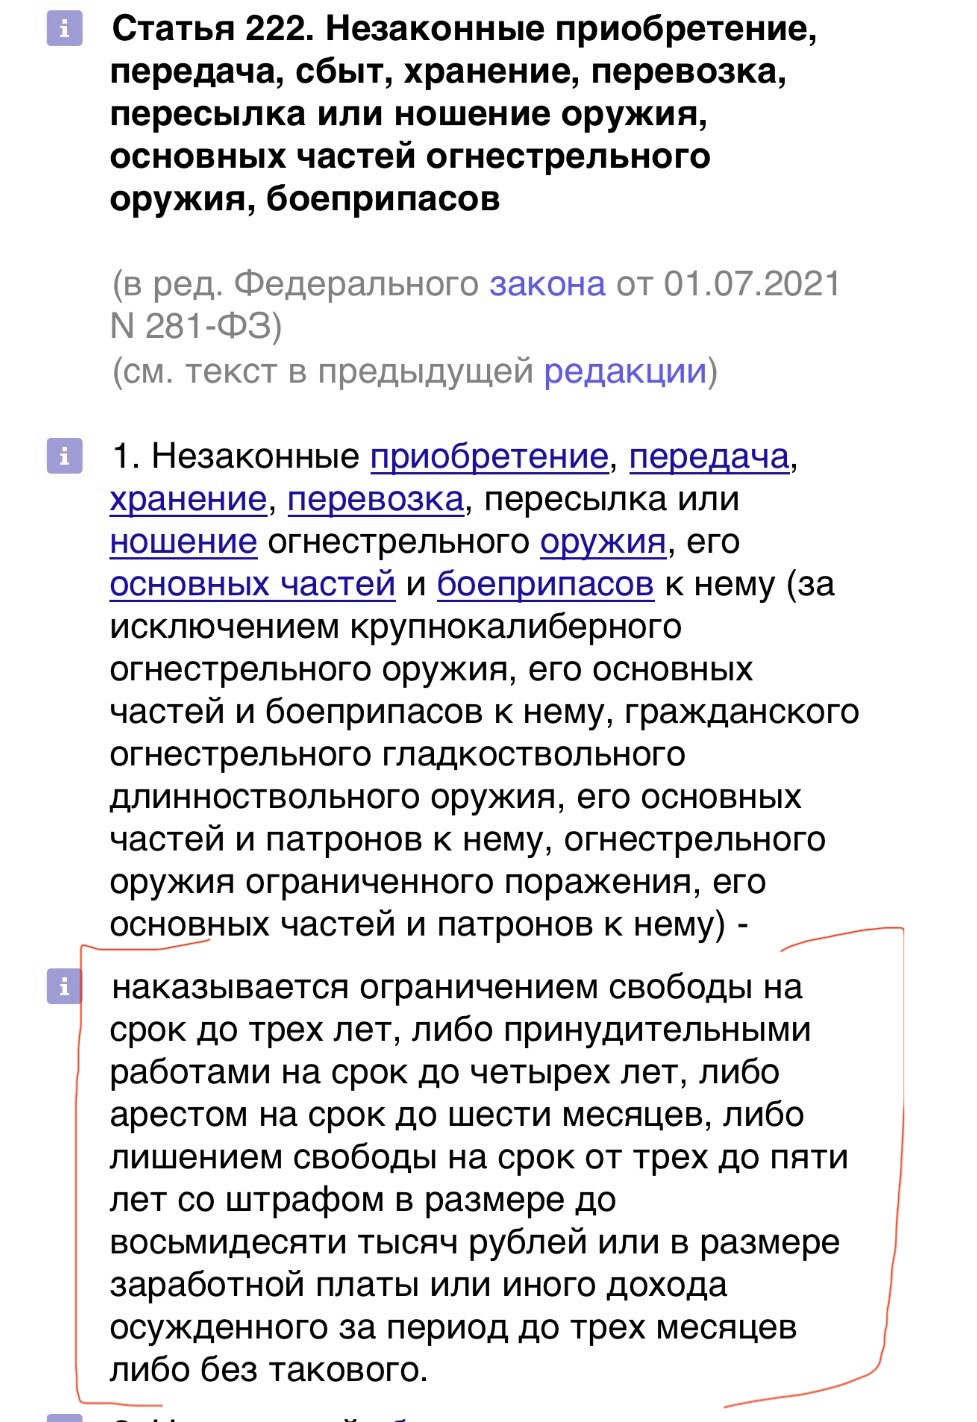 Статья 222. Незаконные приобретение,
передача, сбыт, хранение, перевозка,
пересылка или ношение оружия,
основных частей огнестрельного
оружия, боеприпасов
(в ред. Федерального закона от 01.07.2021
N 281-ФЗ)
(см. текст в предыдущей редакции)
1. Незаконные приобретение, передача,
хранение, перевозка, пересылка или
ношение огнестрельного оружия, его
основных частей и боеприпасов к нему (за
исключением крупнокалиберного
огнестрельного оружия, его основных
частей и боеприпасов к нему, гражданского
огнестрельного гладкоствольного
длинноствольного оружия, его основных
частей и патронов к нему, огнестрельного
оружия ограниченного поражения, его
основных частей и патронов к нему) -
наказывается ограничением свободы на
срок до трех лет, либо принудительными
работами на срок до четырех лет, либо
арестом на срок до шести месяцев, либо
лишением свободы на срок от трех до пяти
лет со штрафом в размере до
восьмидесяти тысяч рублей или в размере
заработной платы или иного дохода
осужденного за период до трех месяцев
либо без такового.